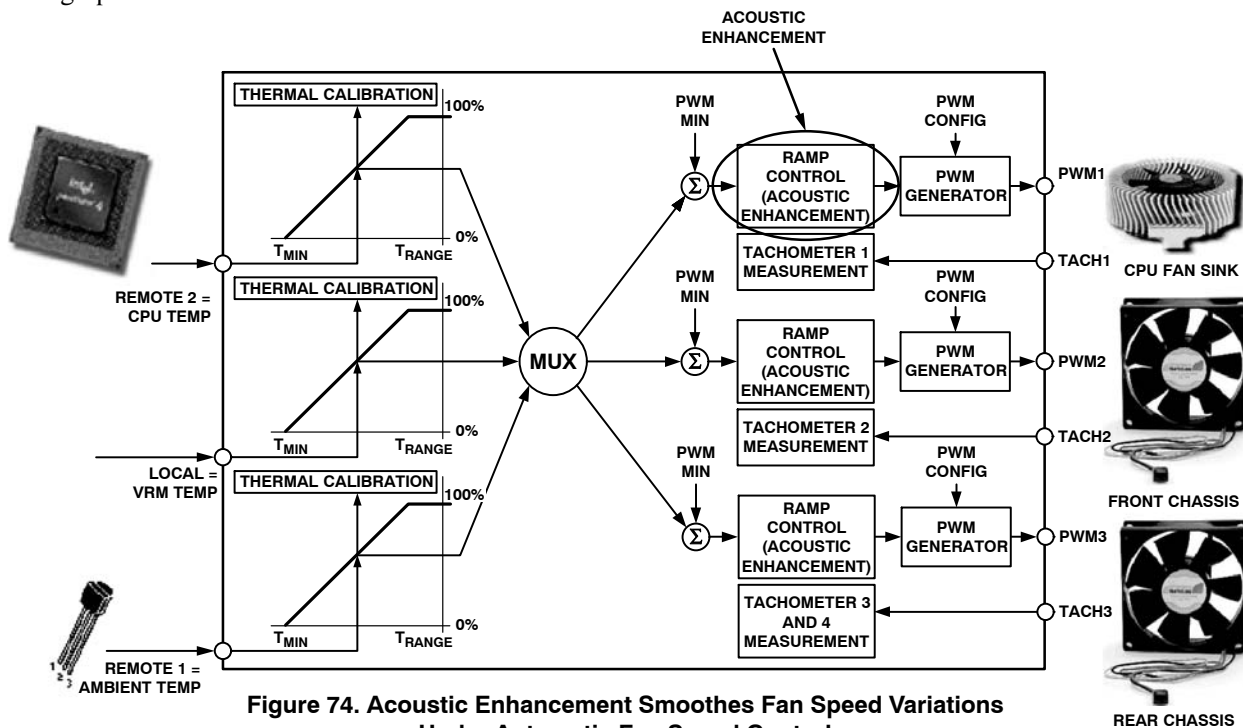 ACOUSTIC
ENHANCEMENT
THERMAL CALIBRATION
100%
0%
T_MIN
T_RANGE
REMOTE 2 =
CPU TEMP
THERMAL CALIBRATION
100%
0%
T_MIN
T_RANGE
LOCAL =
VRM TEMP
THERMAL CALIBRATION
100%
0%
T_MIN
T_RANGE
REMOTE 1 =
AMBIENT TEMP
1
2
3
MUX
PWM
MIN
Σ
RAMP
CONTROL
(ACOUSTIC
ENHANCEMENT)
PWM
CONFIG
PWM
GENERATOR
PWM1
TACHOMETER 1
MEASUREMENT
TACH1
CPU FAN SINK
PWM
MIN
Σ
RAMP
CONTROL
(ACOUSTIC
ENHANCEMENT)
PWM
CONFIG
PWM
GENERATOR
PWM2
TACHOMETER 2
MEASUREMENT
TACH2
FRONT CHASSIS
PWM
MIN
Σ
RAMP
CONTROL
(ACOUSTIC
ENHANCEMENT)
PWM
CONFIG
PWM
GENERATOR
PWM3
TACHOMETER 3
AND 4
MEASUREMENT
TACH3
REAR CHASSIS
Figure 74. Acoustic Enhancement Smoothes Fan Speed Variations